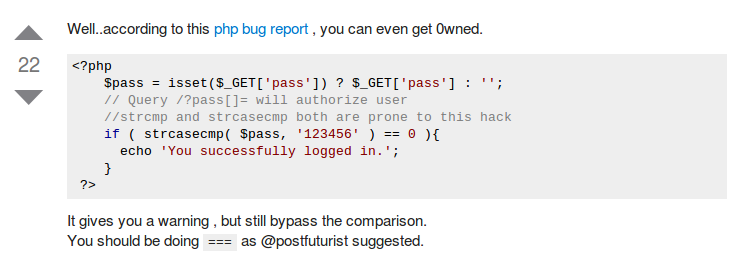 Well..according to this php bug report , you can even get 0wned.
22
<?php
$pass = isset($_GET['pass']) ? $_GET['pass'] : '';
// Query /?pass[]= will authorize user
//strcmp and strcasecmp both are prone to this hack
if ( strcasecmp( $pass, '123456' ) == 0 ){
echo 'You successfully logged in.';
}
?>
It gives you a warning , but still bypass the comparison.
You should be doing === as @postfuturist suggested.